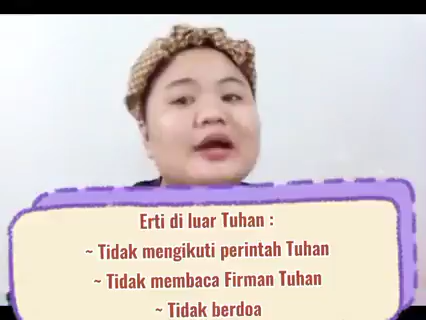 Erti di luar Tuhan :
~ Tidak mengikuti perintah Tuhan
~ Tidak membaca Firman Tuhan
~ Tidak berdoa